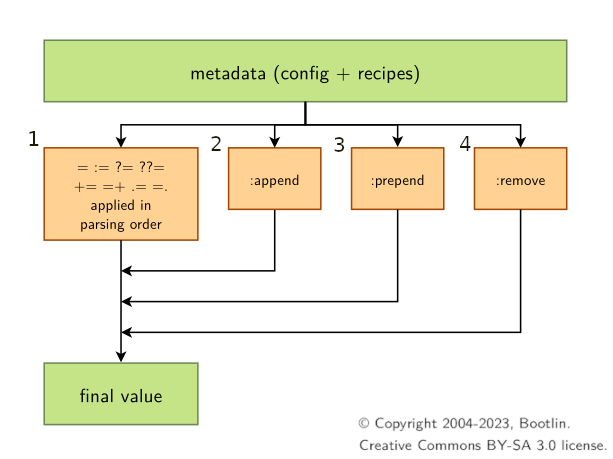 metadata (config + recipes)
1
2
3
4
= := ?= ??=
+= =+ .= =.
applied in
parsing order
:append
:prepend
:remove
final value
© Copyright 2004-2023, Bootlin.
Creative Commons BY-SA 3.0 license.